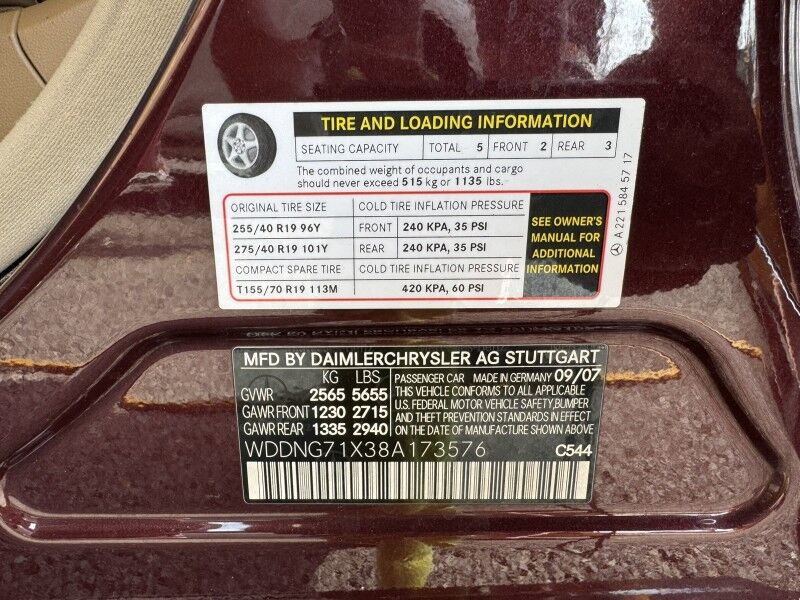 TIRE AND LOADING INFORMATION
SEATING CAPACITY TOTAL 5 FRONT 2 REAR 3
The combined weight of occupants and cargo
should never exceed 515 kg or 1135 lbs.
ORIGINAL TIRE SIZE COLD TIRE INFLATION PRESSURE
255/40 R19 96Y FRONT 240 KPA, 35 PSI
275/40 R19 101Y REAR 240 KPA, 35 PSI
COMPACT SPARE TIRE COLD TIRE INFLATION PRESSURE
T155/70 R19 113M 420 KPA, 60 PSI
SEE OWNER'S
MANUAL FOR
ADDITIONAL
INFORMATION
A 221 584 57 17
MFD BY DAIMLERCHRYSLER AG STUTTGART
KG LBS
GVWR 2565 5655
GAWR FRONT 1230 2715
GAWR REAR 1335 2940
PASSENGER CAR MADE IN GERMANY 09/07
THIS VEHICLE CONFORMS TO ALL APPLICABLE
U.S. FEDERAL MOTOR VEHICLE SAFETY,BUMPER
AND THEFT PREVENTION STANDARDS IN EFFECT
ON THE DATE OF MANUFACTURE SHOWN ABOVE
WDDNG71X38A173576 C544